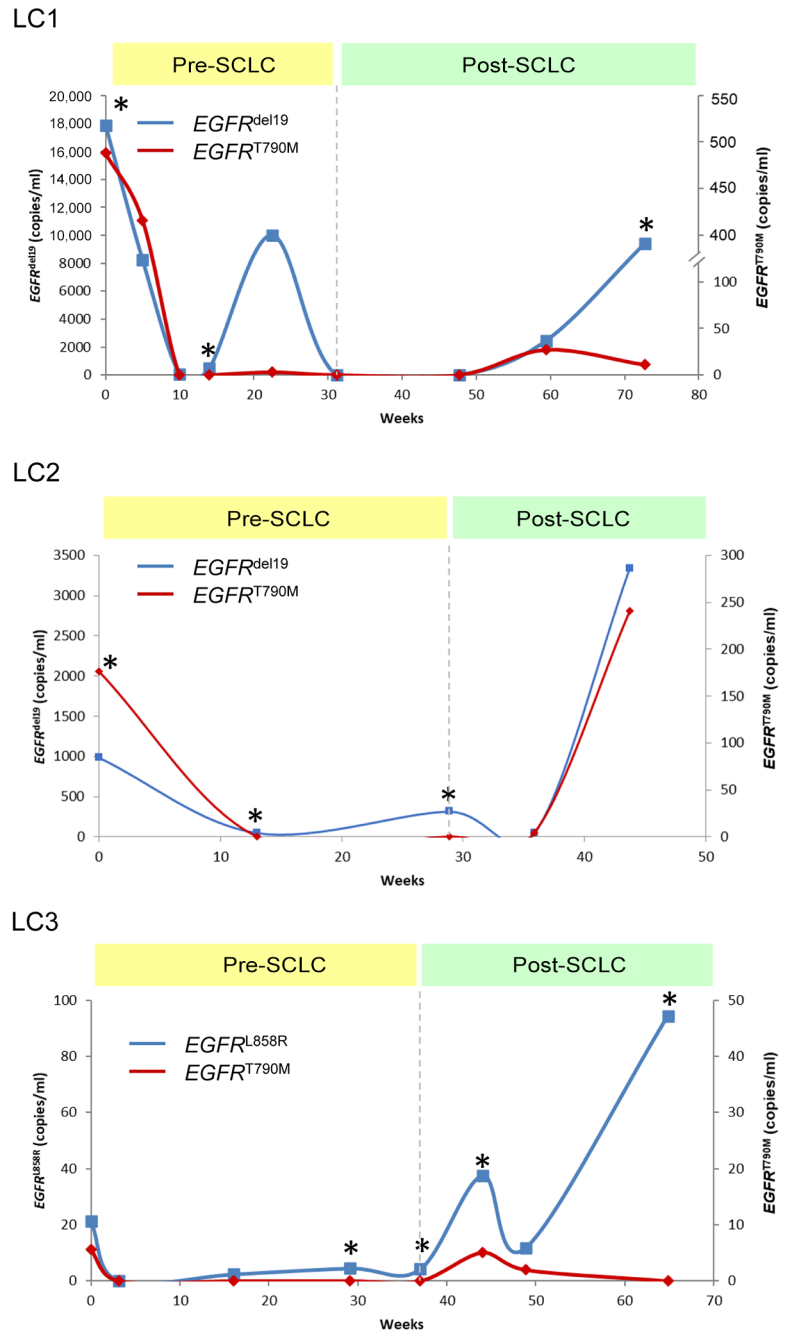 LC1
Pre-SCLC Post-SCLC
20,000 550
* EGFRdel19
18,000 500
EGFRT790M
16,000
14,000 450
12,000
10,000 * 400
8000
6000 100
4000 50
* 2000
0 0
0 10 20 30 40 50 60 70 80
Weeks
EGFRdel19 (copies/ml)
EGFRT790M (copies/ml)
LC2
Pre-SCLC Post-SCLC
3500 300
EGFRdel19
3000 250
EGFRT790M
2500 200
* 2000
1500 150
1000 100
500 * * 50
0 0
0 10 20 30 40 50
Weeks
EGFRdel19 (copies/ml)
EGFRT790M (copies/ml)
LC3
Pre-SCLC Post-SCLC
100 * 50
EGFRL858R
EGFRT790M
80 40
60 30
40 * 20
20 * * 10
0 0
0 10 20 30 40 50 60 70
Weeks
EGFRL858R (copies/ml)
EGFRT790M (copies/ml)